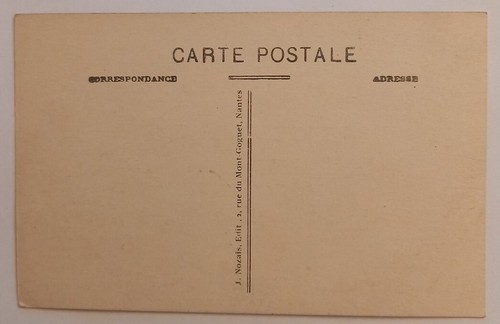 CARTE POSTALE
CORRESPONDANCE
ADRESSE
J. Nozais, Edit , 2, rue du Mont-Goguet, Nantes